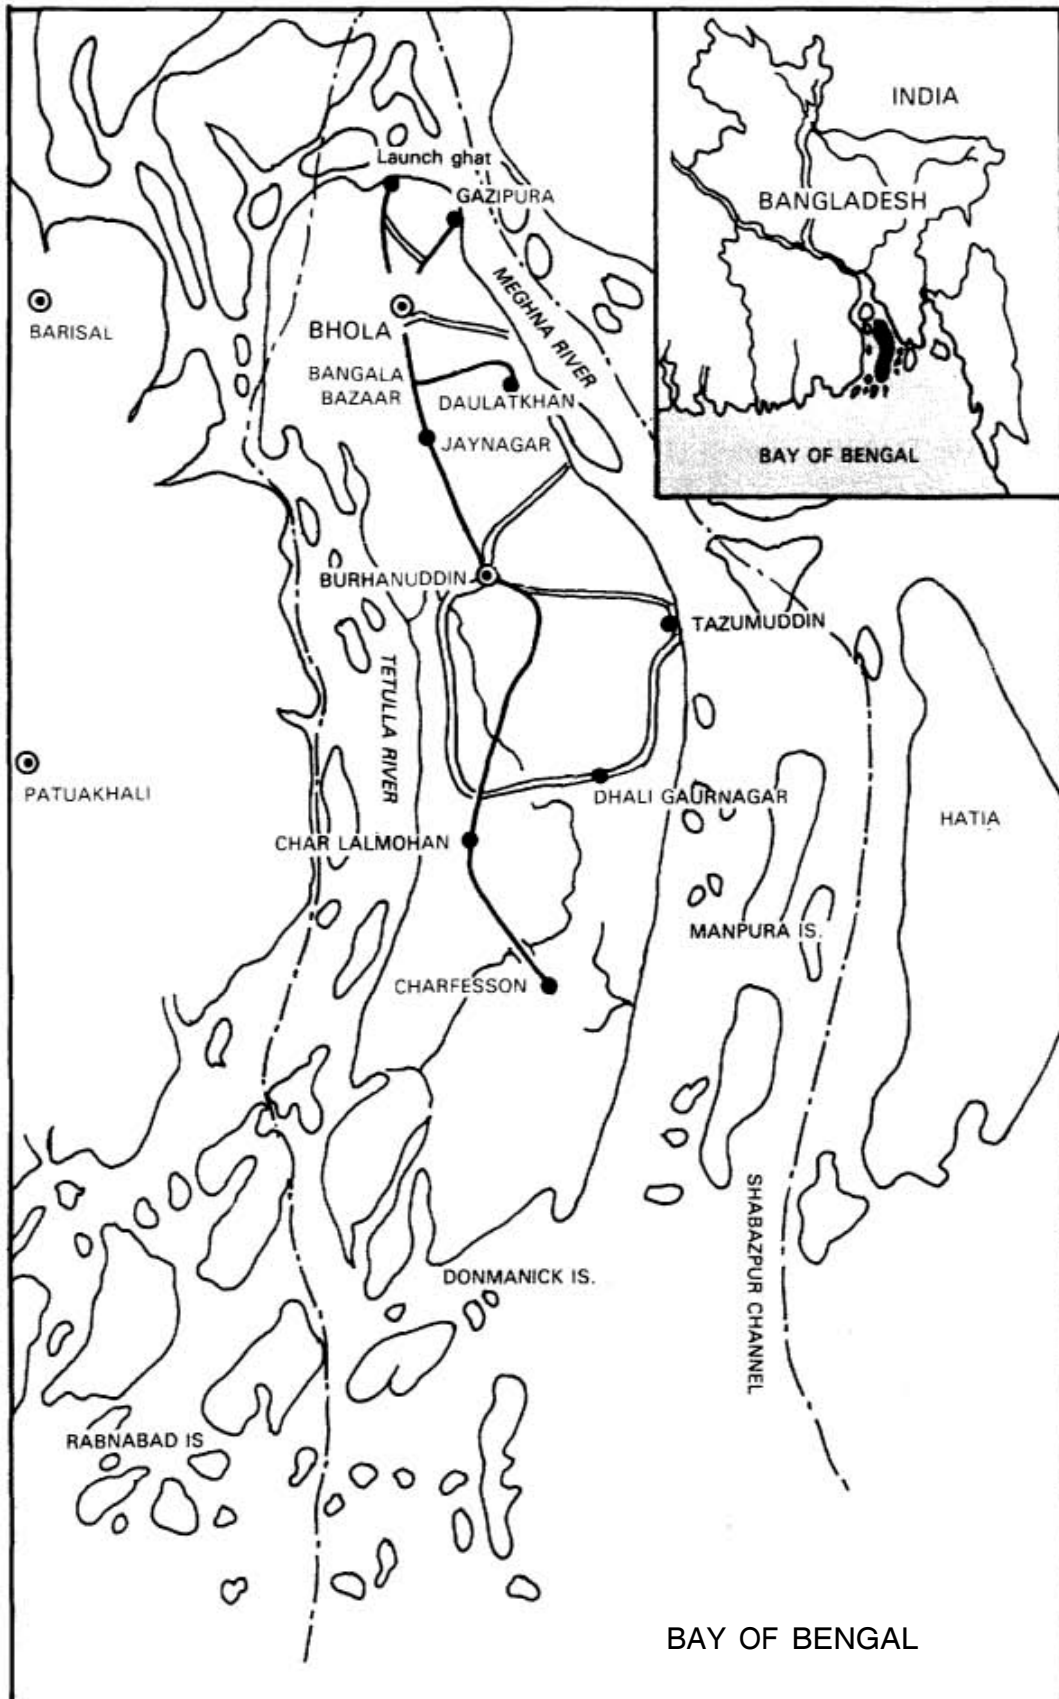 INDIA
BANGLADESH
BAY OF BENGAL
Launch ghat
GAZIPURA
MEGHNA RIVER
BARISAL
BHOLA
BANGALA
BAZAAR
DAULATKHAN
JAYNAGAR
BURHANUDDIN
TAZUMUDDIN
TETULLA RIVER
PATUAKHALI
DHALI GAURNAGAR
HATIA
CHAR LALMOHAN
MANPURA IS.
CHARFESSON
SHABAZPUR CHANNEL
DONMANICK IS.
RABNABAD IS
BAY OF BENGAL